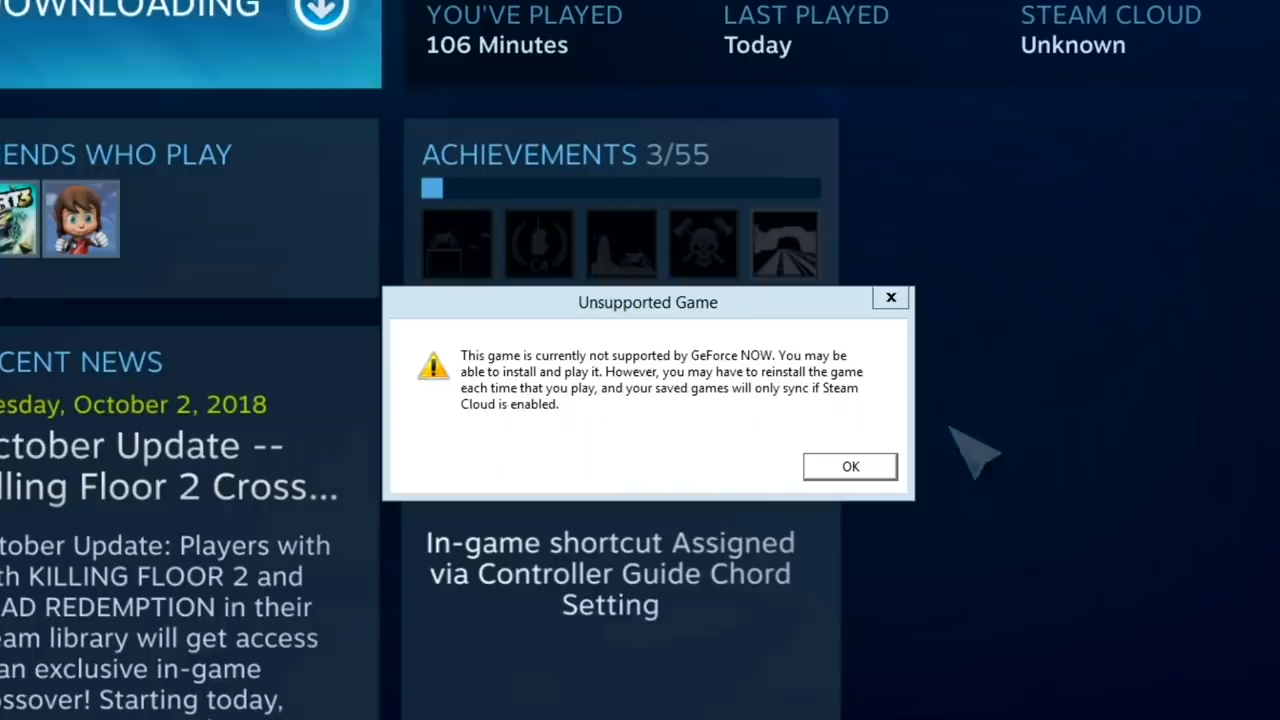 OWNLOADING
YOU'VE PLAYED
106 Minutes
LAST PLAYED
Today
STEAM CLOUD
Unknown
IENDS WHO PLAY
ACHIEVEMENTS 3/55
Unsupported Game
x
This game is currently not supported by GeForce NOW. You may be
able to install and play it. However, you may have to reinstall the game
each time that you play, and your saved games will only sync if Steam
Cloud is enabled.
OK
CENT NEWS
esday, October 2, 2018
ctober Update --
lling Floor 2 Cross...
tober Update: Players with
th KILLING FLOOR 2 and
AD REDEMPTION in their
eam library will get access
an exclusive in-game
ossover! Starting today,
In-game shortcut Assigned
via Controller Guide Chord
Setting